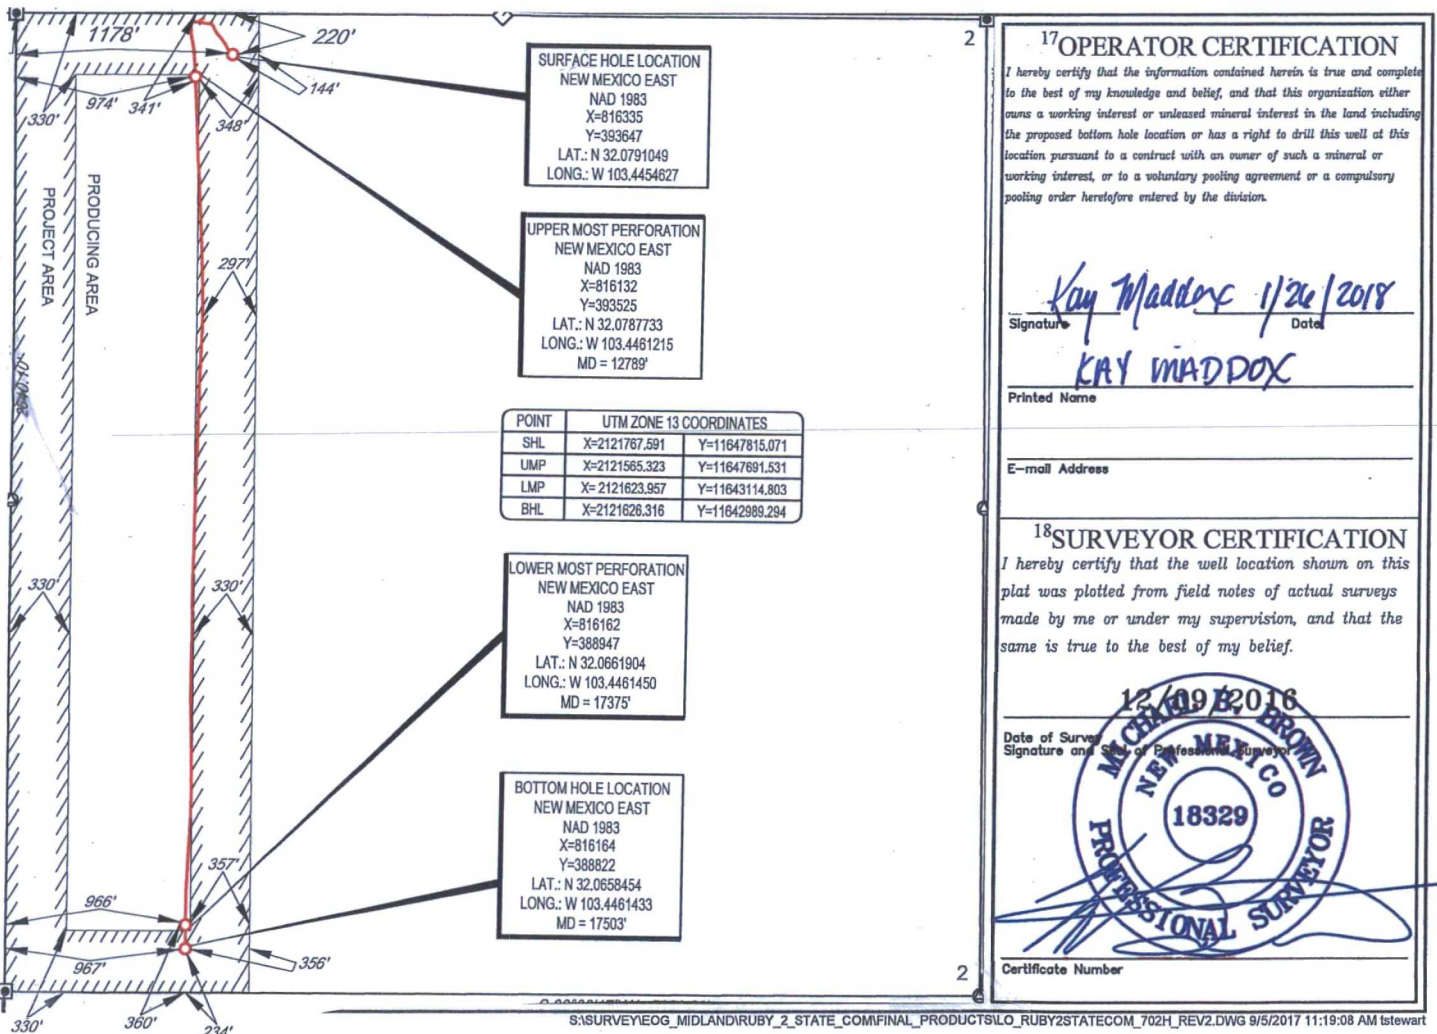 1178'
220'
2
974'
341'
144'
330'
348'
PROJECT AREA
PRODUCING AREA
297'
330'
330'
357'
966'
967'
356'
330'
360'
234'
2
SURFACE HOLE LOCATION
NEW MEXICO EAST
NAD 1983
X=816335
Y=393647
LAT.: N 32.0791049
LONG.: W 103.4454627
UPPER MOST PERFORATION
NEW MEXICO EAST
NAD 1983
X=816132
Y=393525
LAT.: N 32.0787733
LONG.: W 103.4461215
MD = 12789'
POINT UTM ZONE 13 COORDINATES
SHL X=2121767.591 Y=11647815.071
UMP X=2121565.323 Y=11647691.531
LMP X= 2121623.957 Y=11643114.803
BHL X=2121626.316 Y=11642989.294
LOWER MOST PERFORATION
NEW MEXICO EAST
NAD 1983
X=816162
Y=388947
LAT.: N 32.0661904
LONG.: W 103.4461450
MD = 17375'
BOTTOM HOLE LOCATION
NEW MEXICO EAST
NAD 1983
X=816164
Y=388822
LAT.: N 32.0658454
LONG.: W 103.4461433
MD = 17503'
17 OPERATOR CERTIFICATION
I hereby certify that the information contained herein is true and complete
to the best of my knowledge and belief, and that this organization either
owns a working interest or unleased mineral interest in the land including
the proposed bottom hole location or has a right to drill this well at this
location pursuant to a contract with an owner of such a mineral or
working interest, or to a voluntary pooling agreement or a compulsory
pooling order heretofore entered by the division.
Kay Maddox 1/26/2018
Signature Date
KAY MADDOX
Printed Name
E-mail Address
18 SURVEYOR CERTIFICATION
I hereby certify that the well location shown on this
plat was plotted from field notes of actual surveys
made by me or under my supervision, and that the
same is true to the best of my belief.
12/09/2016
Date of Survey
Signature and Seal of Professional Surveyor
MICHAEL B. BROWN
NEW MEXICO
18329
PROFESSIONAL SURVEYOR
Certificate Number
S:\SURVEY\EOG_MIDLAND\RUBY_2_STATE_COM\FINAL_PRODUCTS\LO_RUBY2STATECOM_702H_REV2.DWG 9/5/2017 11:19:08 AM tstewart